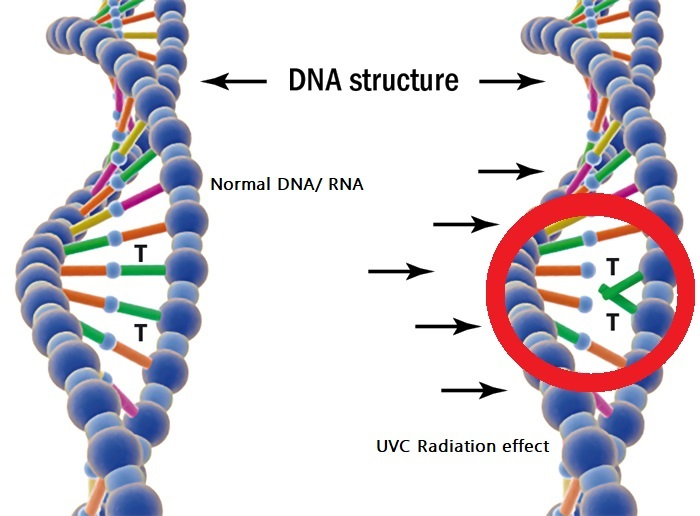 DNA structure
Normal DNA/ RNA
T
T
T
T
UVC Radiation effect